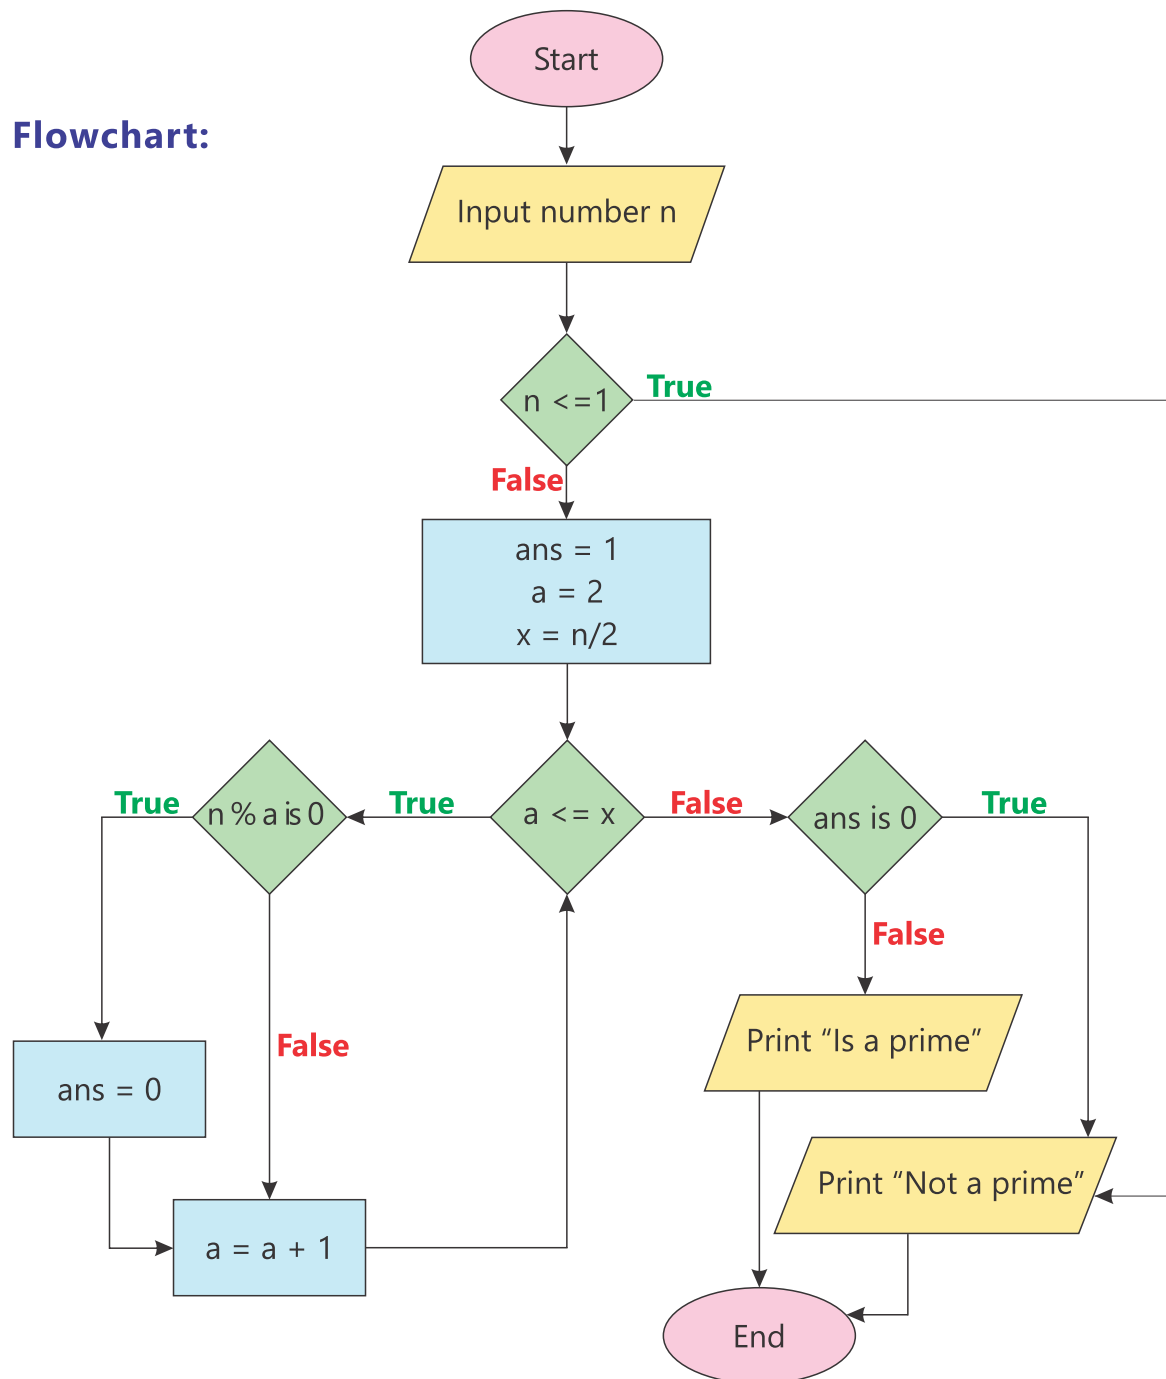 Start
Flowchart:
Input number n
n <=1
True
False
ans = 1
a = 2
x = n/2
True
n % a is 0
True
a <= x
False
ans is 0
True
False
False
ans = 0
a = a + 1
Print “Is a prime”
Print “Not a prime”
End